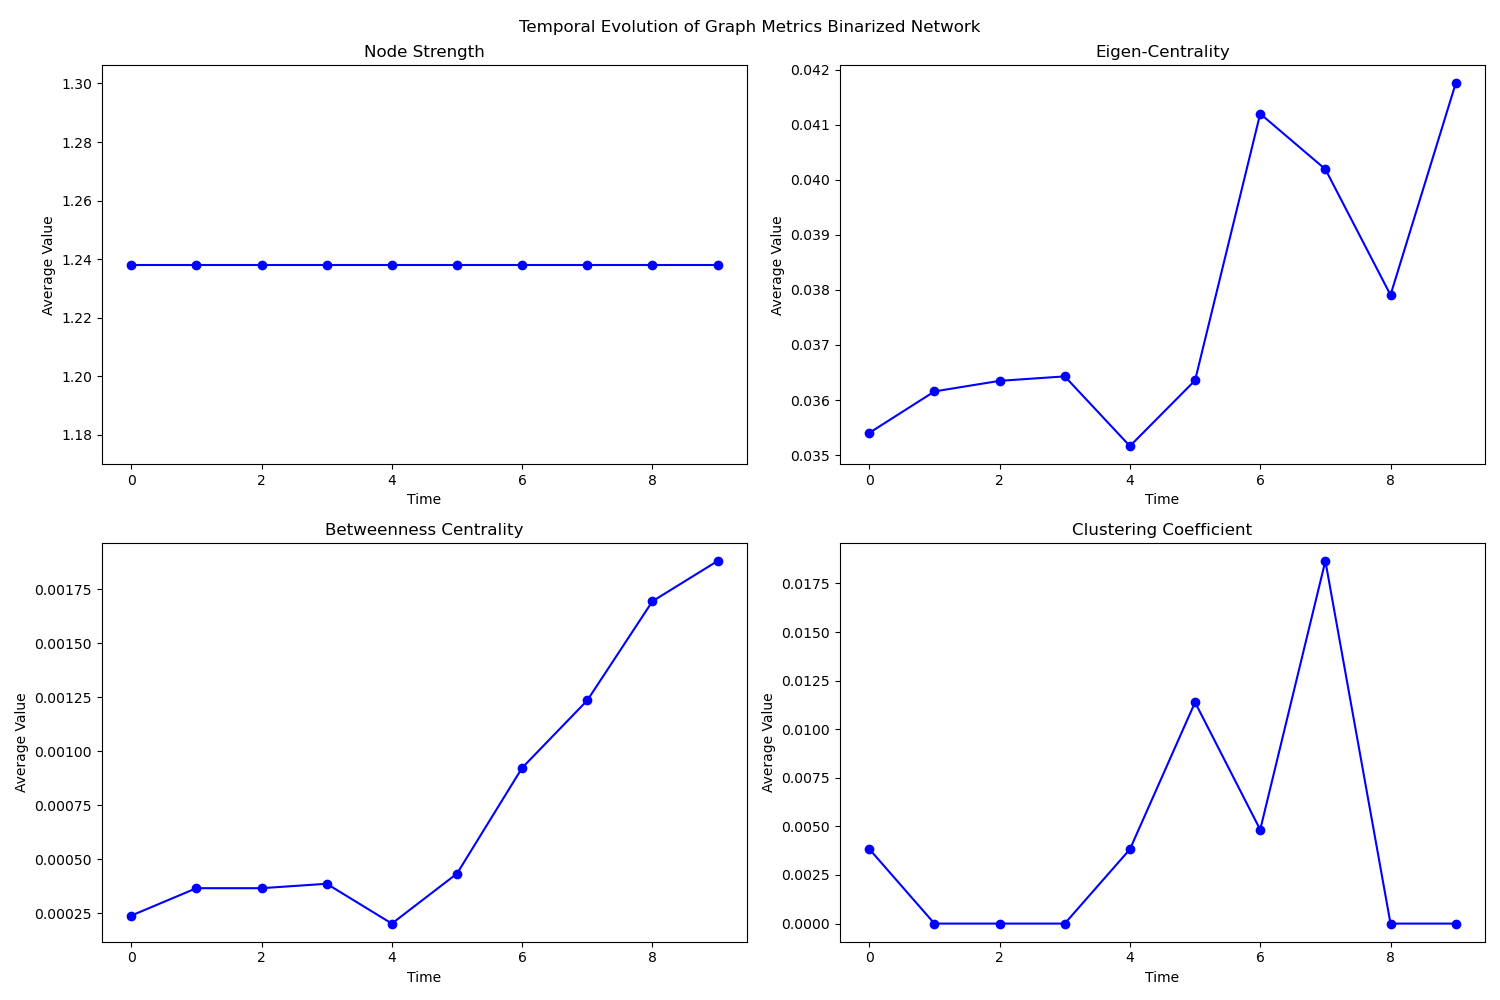 Temporal Evolution of Graph Metrics Binarized Network
Node Strength
1.30
1.28
1.26
1.24
1.22
1.20
1.18
Average Value
0 2 4 6 8
Time
Eigen-Centrality
0.042
0.041
0.040
0.039
0.038
0.037
0.036
0.035
Average Value
0 2 4 6 8
Time
Betweenness Centrality
0.00175
0.00150
0.00125
0.00100
0.00075
0.00050
0.00025
Average Value
0 2 4 6 8
Time
Clustering Coefficient
0.0175
0.0150
0.0125
0.0100
0.0075
0.0050
0.0025
0.0000
Average Value
0 2 4 6 8
Time